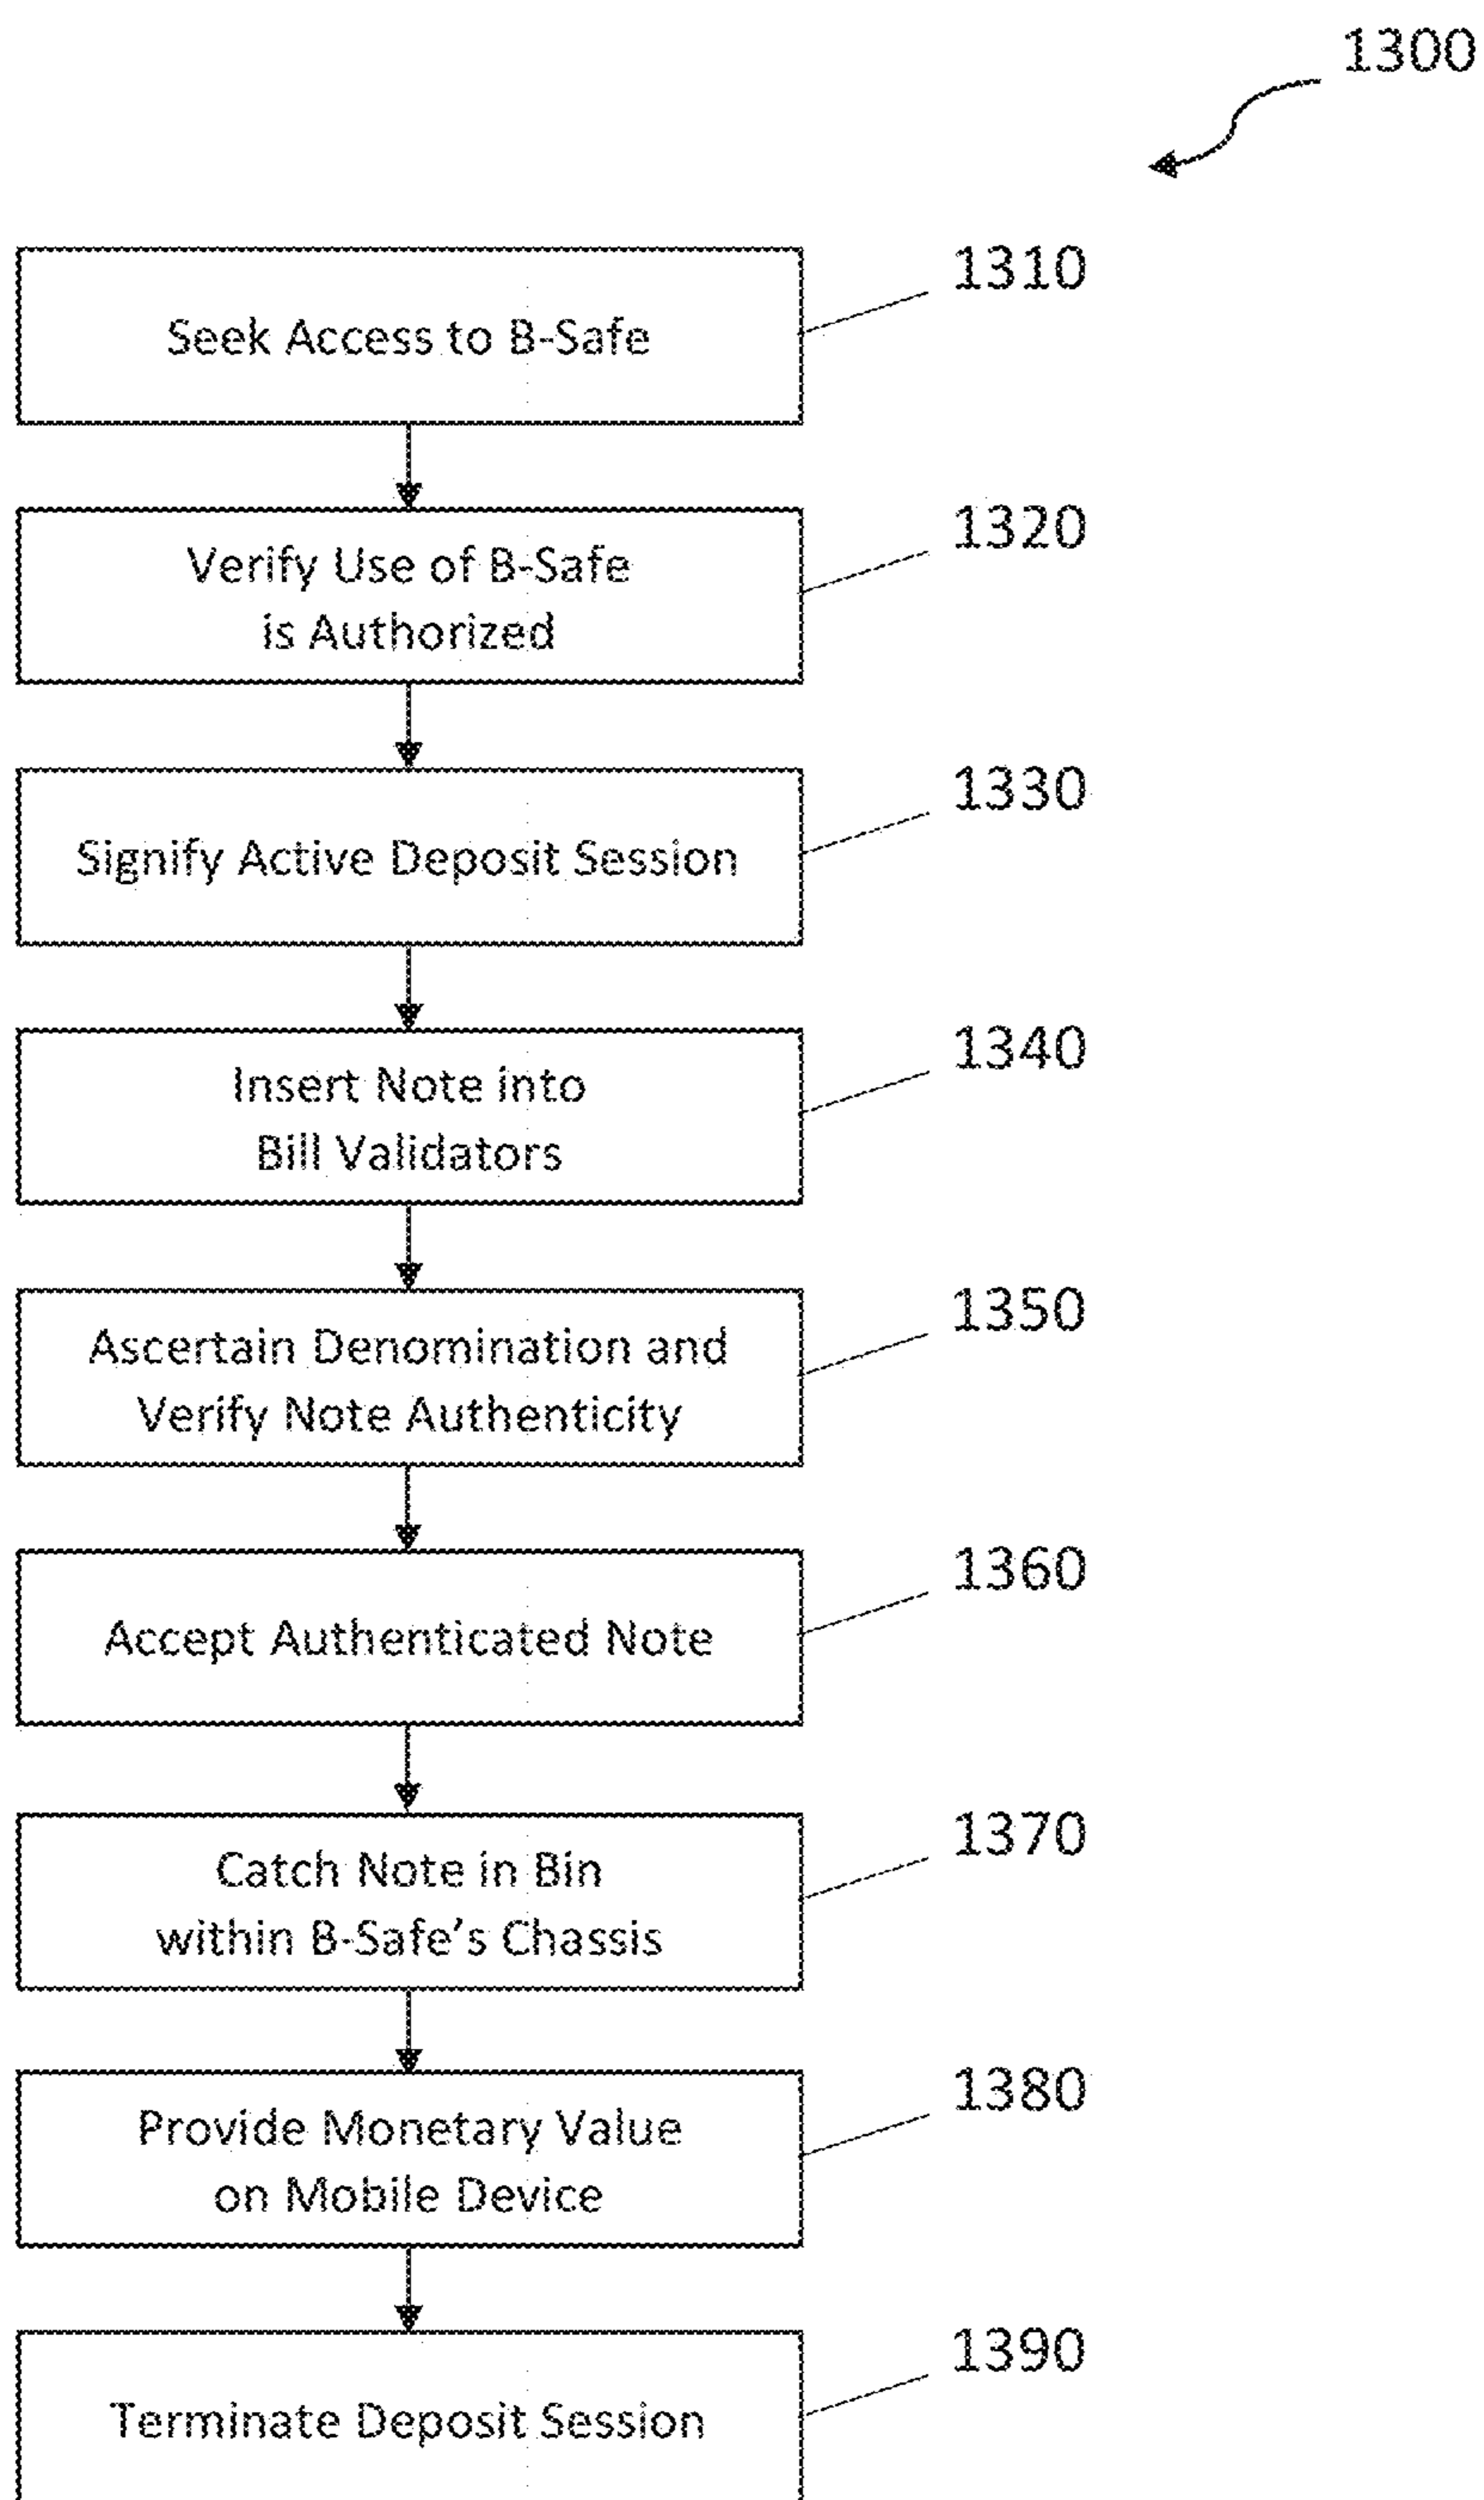 1300
1310
Seek Access to B-Safe
1320
Verify Use of B-Safe
is Authorized
1330
Signify Active Deposit Session
1340
Insert Note into
Bill Validators
1350
Ascertain Denomination and
Verify Note Authenticity
1360
Accept Authenticated Note
1370
Catch Note in Bin
within B-Safe’s Chassis
1380
Provide Monetary Value
on Mobile Device
1390
Terminate Deposit Session